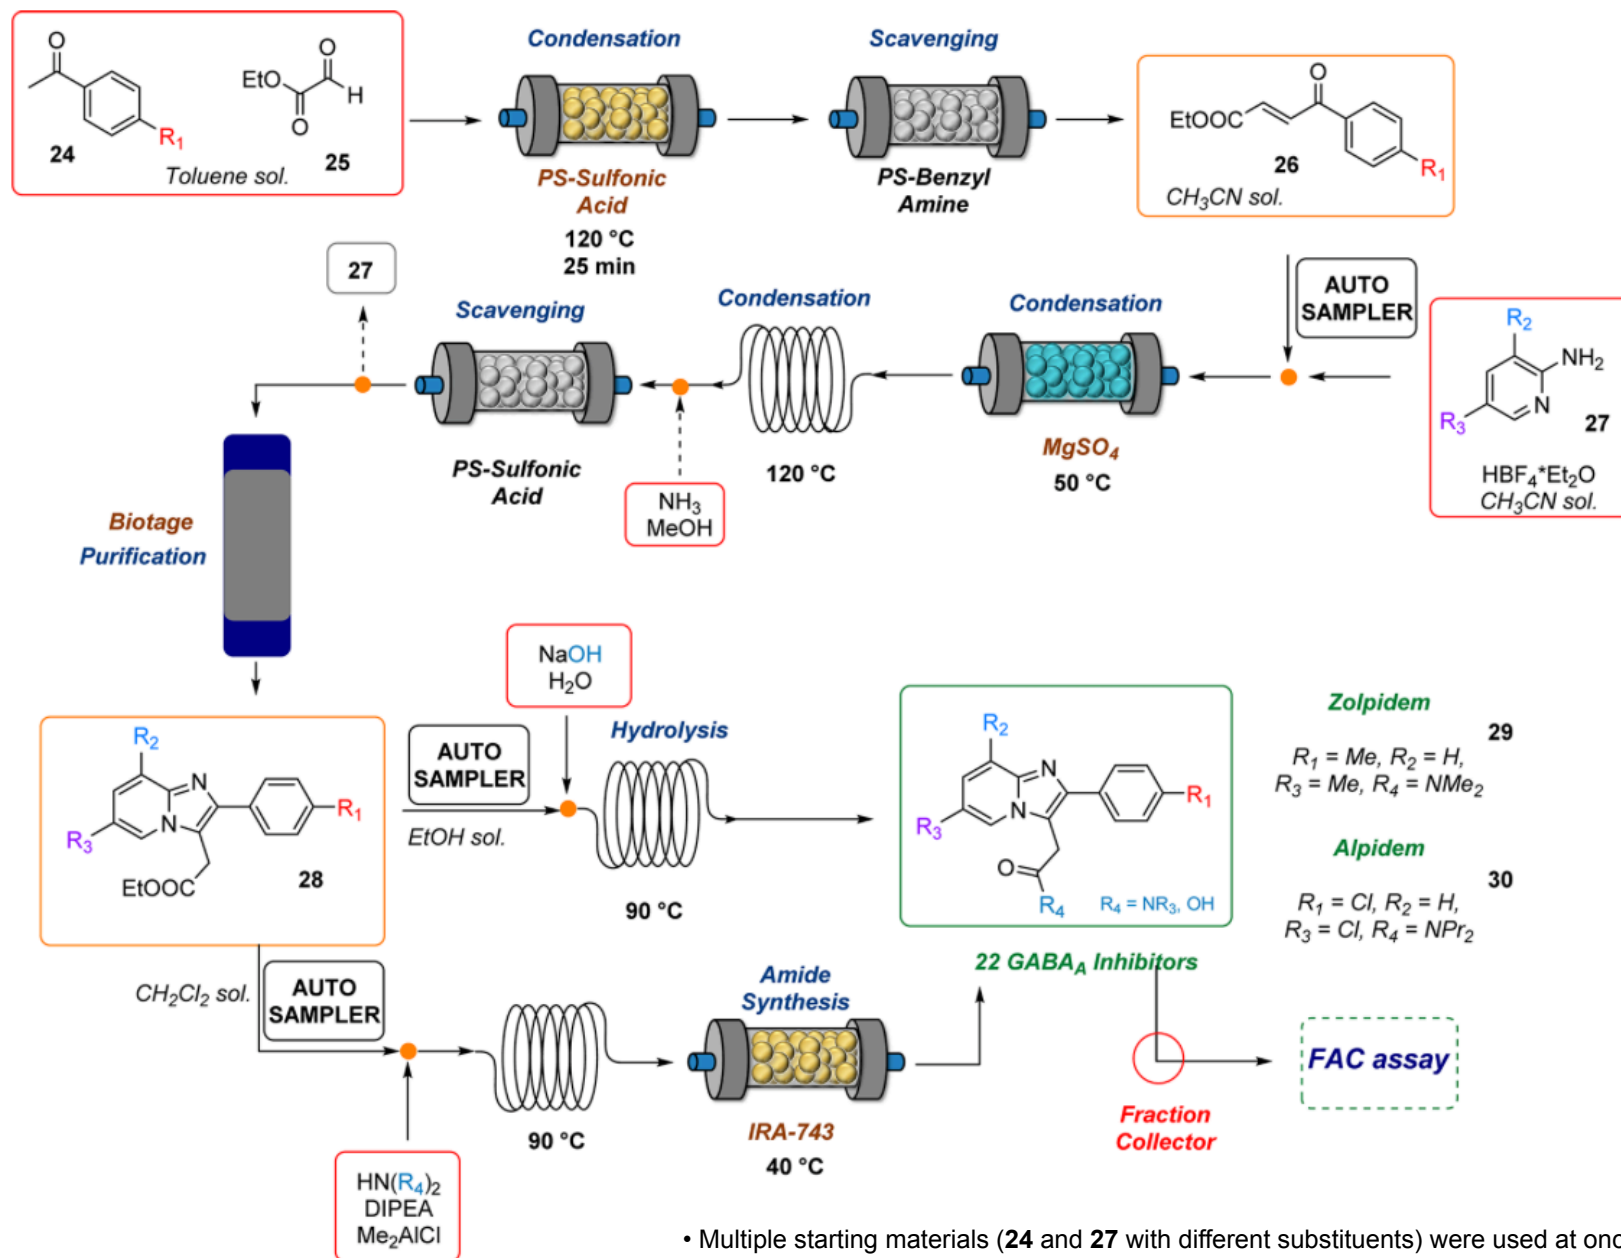 Condensation
Scavenging
O
EtO
O
H
O
24
R1
25
Toluene sol.
PS-Sulfonic
Acid
120 °C
25 min
PS-Benzyl
Amine
O
EtOOC
26
R1
CH3CN sol.
27
Scavenging
Condensation
Condensation
AUTO
SAMPLER
R2
NH2
N
R3
27
HBF4*Et2O
CH3CN sol.
PS-Sulfonic
Acid
NH3
MeOH
120 °C
MgSO4
50 °C
Biotage
Purification
NaOH
H2O
R2
N
N
R1
R3
EtOOC
28
AUTO
SAMPLER
EtOH sol.
Hydrolysis
90 °C
R2
N
N
R1
R3
O
R4
R4 = NR3, OH
22 GABAA Inhibitors
Zolpidem
29
R1 = Me, R2 = H,
R3 = Me, R4 = NMe2
Alpidem
30
R1 = Cl, R2 = H,
R3 = Cl, R4 = NPr2
CH2Cl2 sol.
AUTO
SAMPLER
HN(R4)2
DIPEA
Me2AlCl
90 °C
Amide
Synthesis
IRA-743
40 °C
Fraction
Collector
FAC assay
• Multiple starting materials (24 and 27 with different substituents) were used at